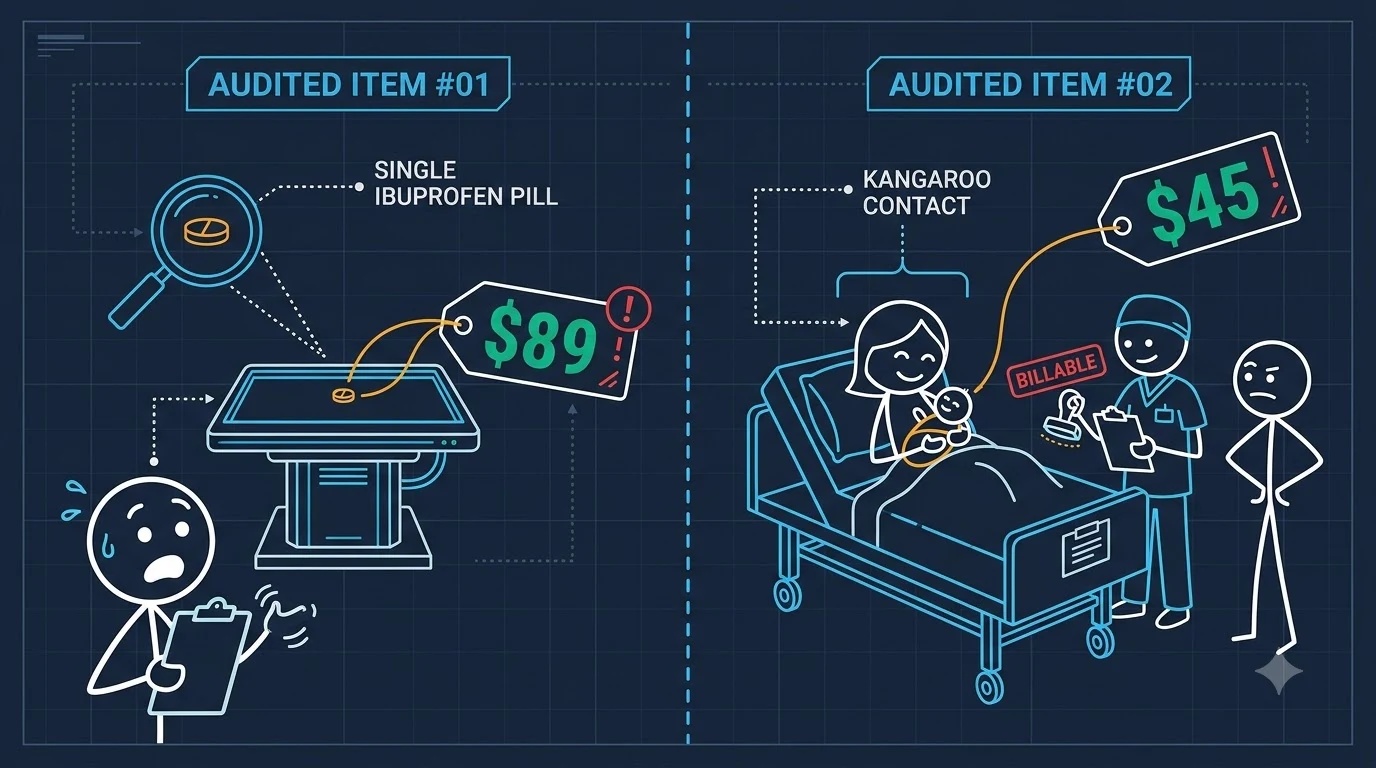 AUDITED ITEM #01
SINGLE
IBUPROFEN PILL
$89
!
!
AUDITED ITEM #02
KANGAROO
CONTACT
$45
!
BILLABLE